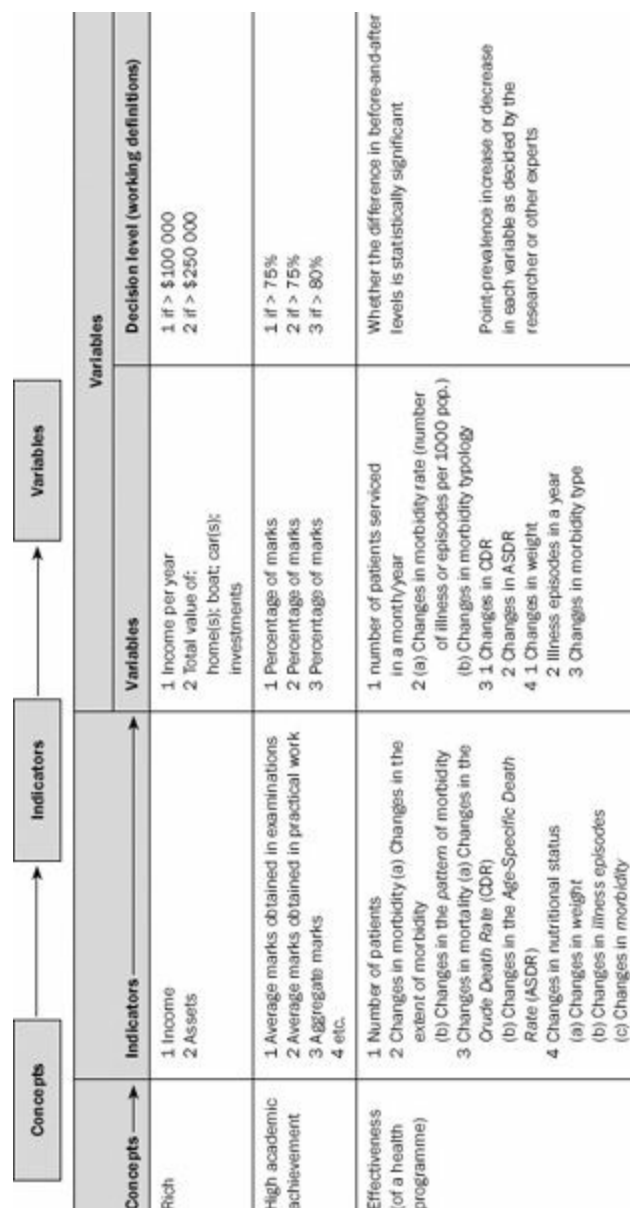 Concepts
Indicators
Variables
Variables
Concepts
Indicators
Variables
Decision level (working definitions)
Rich
1 Income
2 Assets
1 Income per year
2 Total value of:
home(s); boat; car(s);
investments
1 if > $100 000
2 if > $250 000
High academic
achievement
1 Average marks obtained in examinations
2 Average marks obtained in practical work
3 Aggregate marks
4 etc.
1 Percentage of marks
2 Percentage of marks
3 Percentage of marks
1 if > 75%
2 if > 75%
3 if > 80%
Effectiveness
(of a health
programme)
1 Number of patients
2 Changes in morbidity (a) Changes in the
extent of morbidity
(b) Changes in the pattern of morbidity
3 Changes in mortality (a) Changes in the
Crude Death Rate (CDR)
(b) Changes in the Age-Specific Death
Rate (ASDR)
4 Changes in nutritional status
(a) Changes in weight
(b) Changes in illness episodes
(c) Changes in morbidity
1 number of patients serviced
in a month/year
2 (a) Changes in morbidity rate (number
of illness or episodes per 1000 pop.)
(b) Changes in morbidity typology
3 1 Changes in CDR
2 Changes in ASDR
4 1 Changes in weight
2 Illness episodes in a year
3 Changes in morbidity type
Whether the difference in before-and-after
levels is statistically significant
Point-prevalence increase or decrease
in each variable as decided by the
researcher or other experts